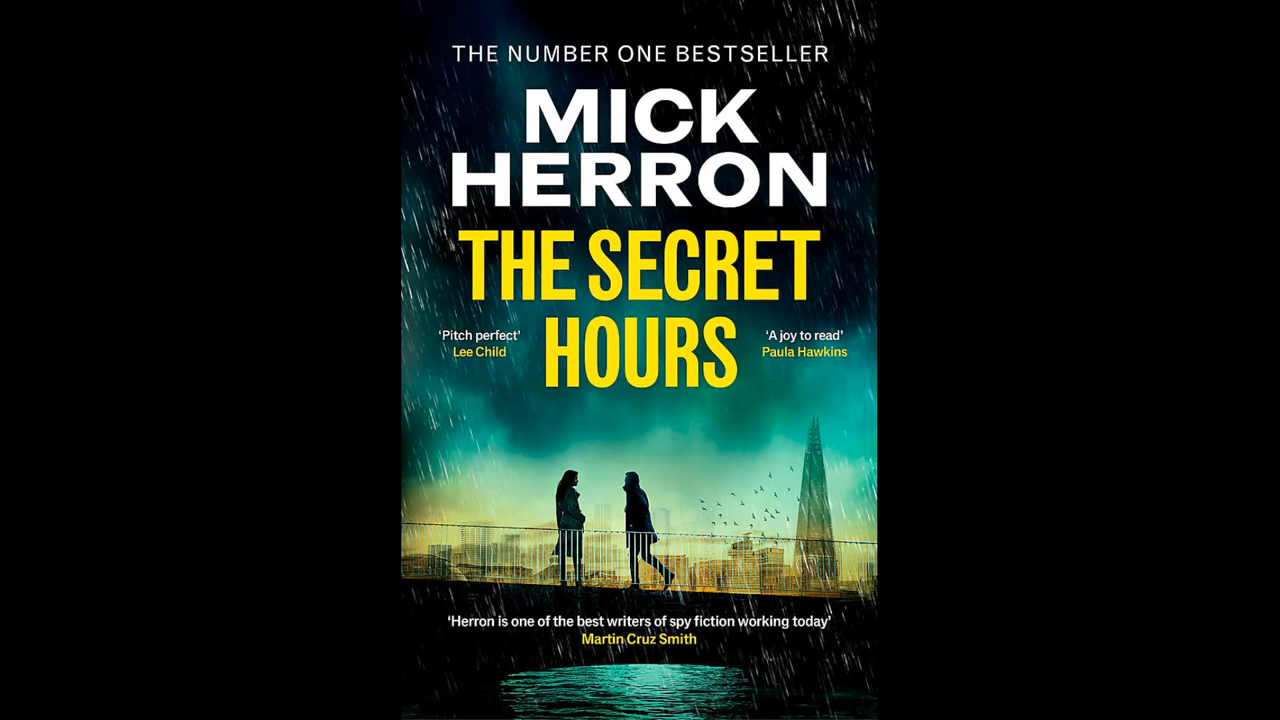 THE NUMBER ONE BESTSELLER
MICK
HERRON
THE SECRET
HOURS
‘Pitch perfect’
Lee Child
‘A joy to read’
Paula Hawkins
‘Herron is one of the best writers of spy fiction working today’
Martin Cruz Smith